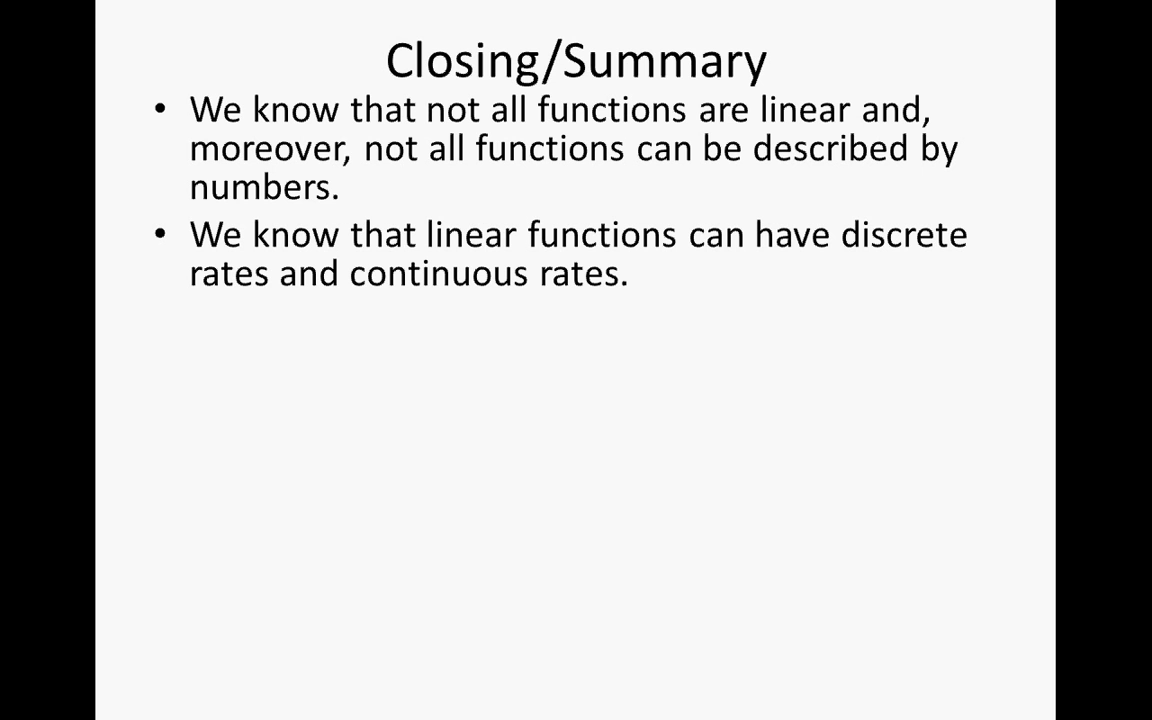 Closing/Summary
• We know that not all functions are linear and,
moreover, not all functions can be described by
numbers.
• We know that linear functions can have discrete
rates and continuous rates.